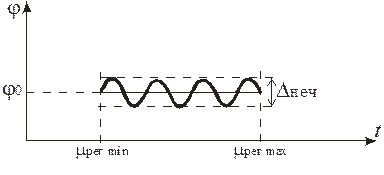 φ
φ0
Δнеч
t
μрег min
μрег max